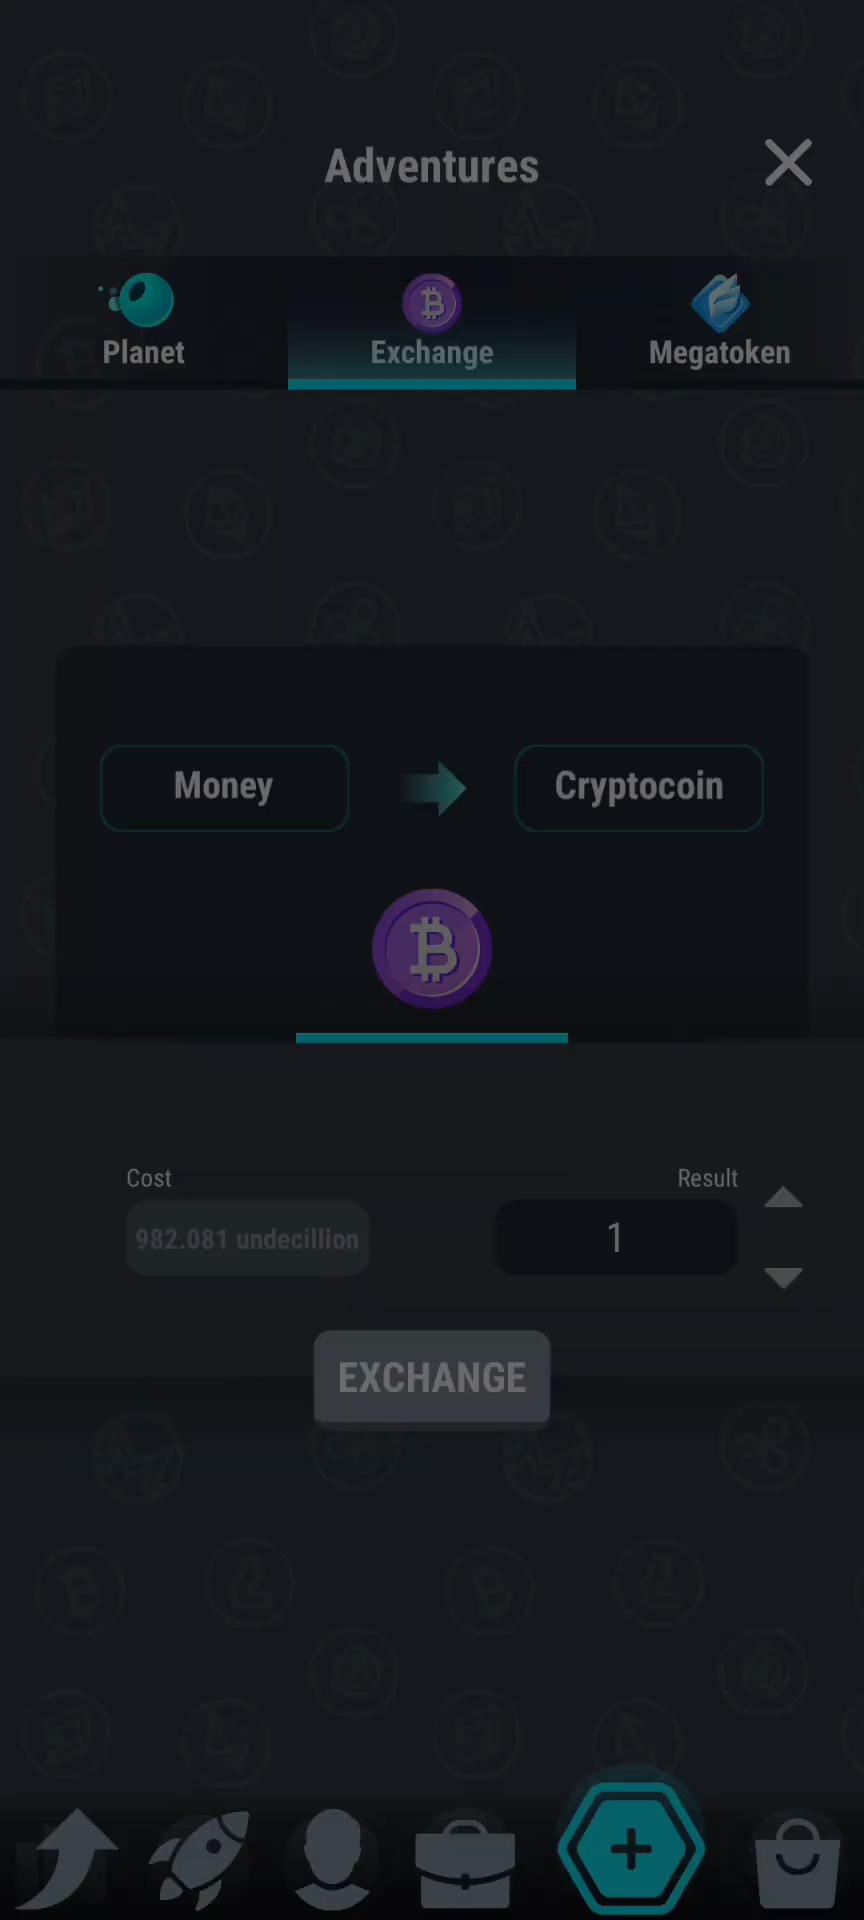 Adventures
Planet
Exchange
Megatoken
Money
Cryptocoin
Cost
Result
982.081 undecillion
1
EXCHANGE